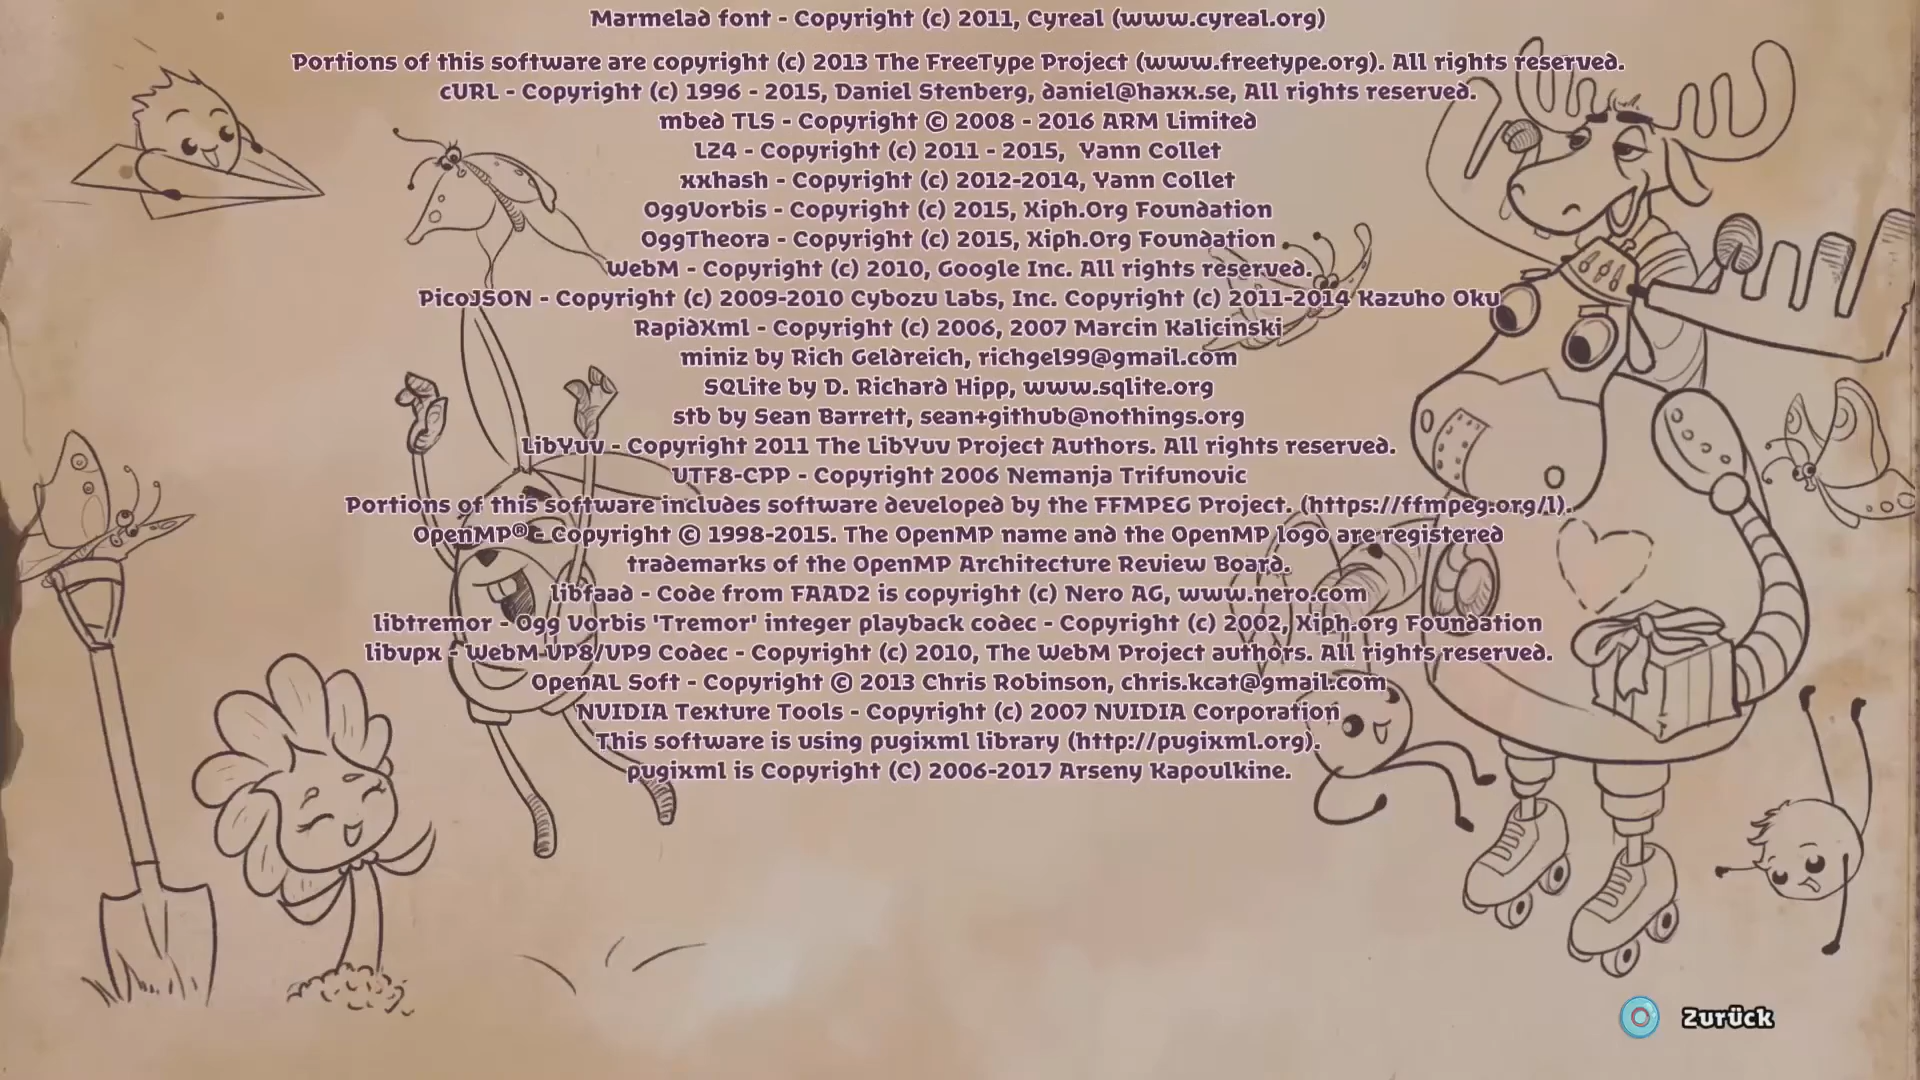 Marmelad font - Copyright (c) 2011, Cyreal (www.cyreal.org)
Portions of this software are copyright (c) 2013 The FreeType Project (www.freetype.org). All rights reserved.
cURL - Copyright (c) 1996 - 2015, Daniel Stenberg, daniel@haxx.se, All rights reserved.
mbed TLS - Copyright © 2008 - 2016 ARM Limited
LZ4 - Copyright (c) 2011 - 2015, Yann Collet
xxhash - Copyright (c) 2012-2014, Yann Collet
OggVorbis - Copyright (c) 2015, Xiph.Org Foundation
OggTheora - Copyright (c) 2015, Xiph.Org Foundation
WebM - Copyright (c) 2010, Google Inc. All rights reserved.
PicoJSON - Copyright (c) 2009-2010 Cybozu Labs, Inc. Copyright (c) 2011-2014 Kazuho Oku
RapidXml - Copyright (c) 2006, 2007 Marcin Kalicinski
miniz by Rich Geldreich, richgel99@gmail.com
SQLite by D. Richard Hipp, www.sqlite.org
stb by Sean Barrett, sean+github@nothings.org
LibYuv - Copyright 2011 The LibYuv Project Authors. All rights reserved.
UTF8-CPP - Copyright 2006 Nemanja Trifunovic
Portions of this software includes software developed by the FFMPEG Project. (https://ffmpeg.org/l).
OpenMP® - Copyright © 1998-2015. The OpenMP name and the OpenMP logo are registered
trademarks of the OpenMP Architecture Review Board.
libfaad - Code from FAAD2 is copyright (c) Nero AG, www.nero.com
libtremor - Ogg Vorbis 'Tremor' integer playback codec - Copyright (c) 2002, Xiph.org Foundation
libvpx - WebM VP8/VP9 Codec - Copyright (c) 2010, The WebM Project authors. All rights reserved.
OpenAL Soft - Copyright © 2013 Chris Robinson, chris.kcat@gmail.com
NVIDIA Texture Tools - Copyright (c) 2007 NVIDIA Corporation
This software is using pugixml library (http://pugixml.org).
pugixml is Copyright (C) 2006-2017 Arseny Kapoulkine.
Zurück